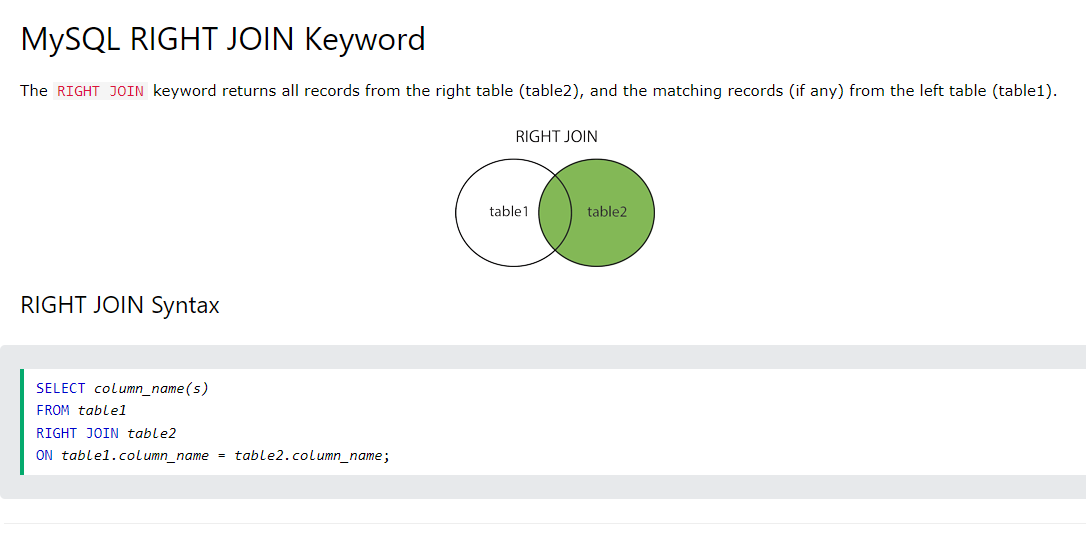 MySQL RIGHT JOIN Keyword
The RIGHT JOIN keyword returns all records from the right table (table2), and the matching records (if any) from the left table (table1).
RIGHT JOIN
table1 table2
RIGHT JOIN Syntax
SELECT column_name(s)
FROM table1
RIGHT JOIN table2
ON table1.column_name = table2.column_name;